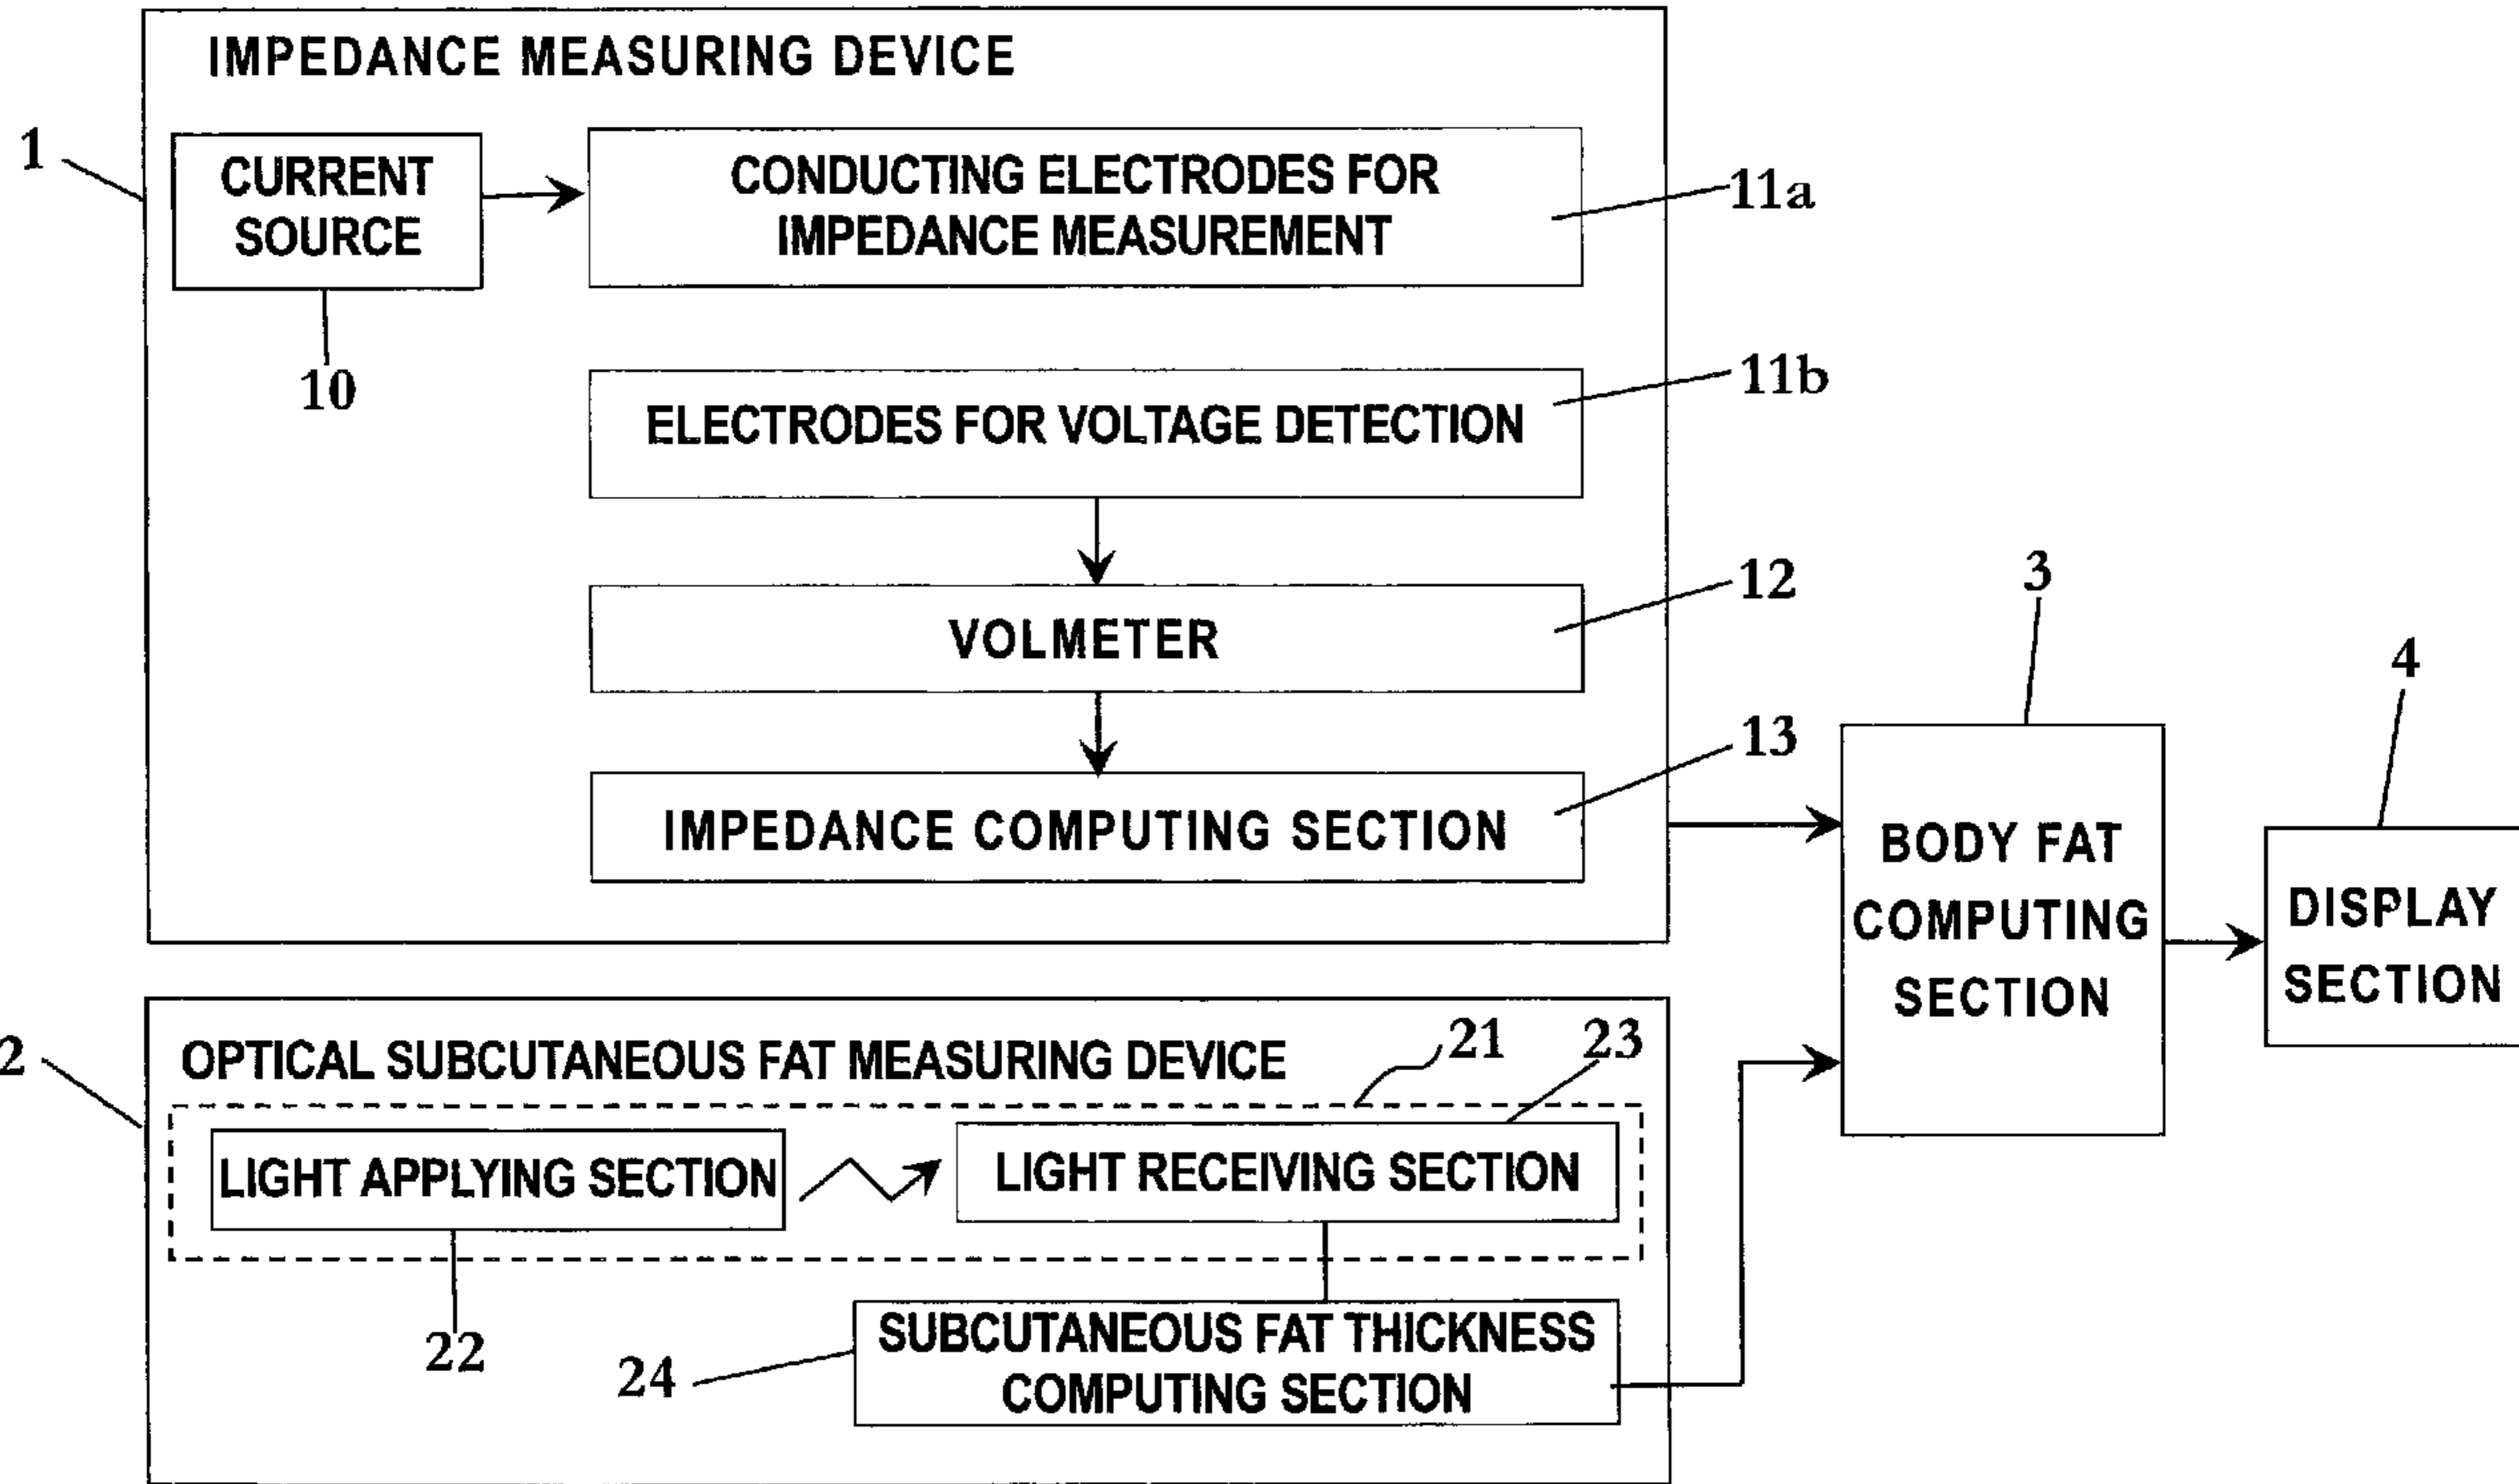 IMPEDANCE MEASURING DEVICE
1
CURRENT
SOURCE
10
CONDUCTING ELECTRODES FOR
IMPEDANCE MEASUREMENT
11a
ELECTRODES FOR VOLTAGE DETECTION
11b
VOLMETER
12
IMPEDANCE COMPUTING SECTION
13
3
BODY FAT
COMPUTING
SECTION
4
DISPLAY
SECTION
2
OPTICAL SUBCUTANEOUS FAT MEASURING DEVICE
21
23
LIGHT APPLYING SECTION
LIGHT RECEIVING SECTION
22
24
SUBCUTANEOUS FAT THICKNESS
COMPUTING SECTION